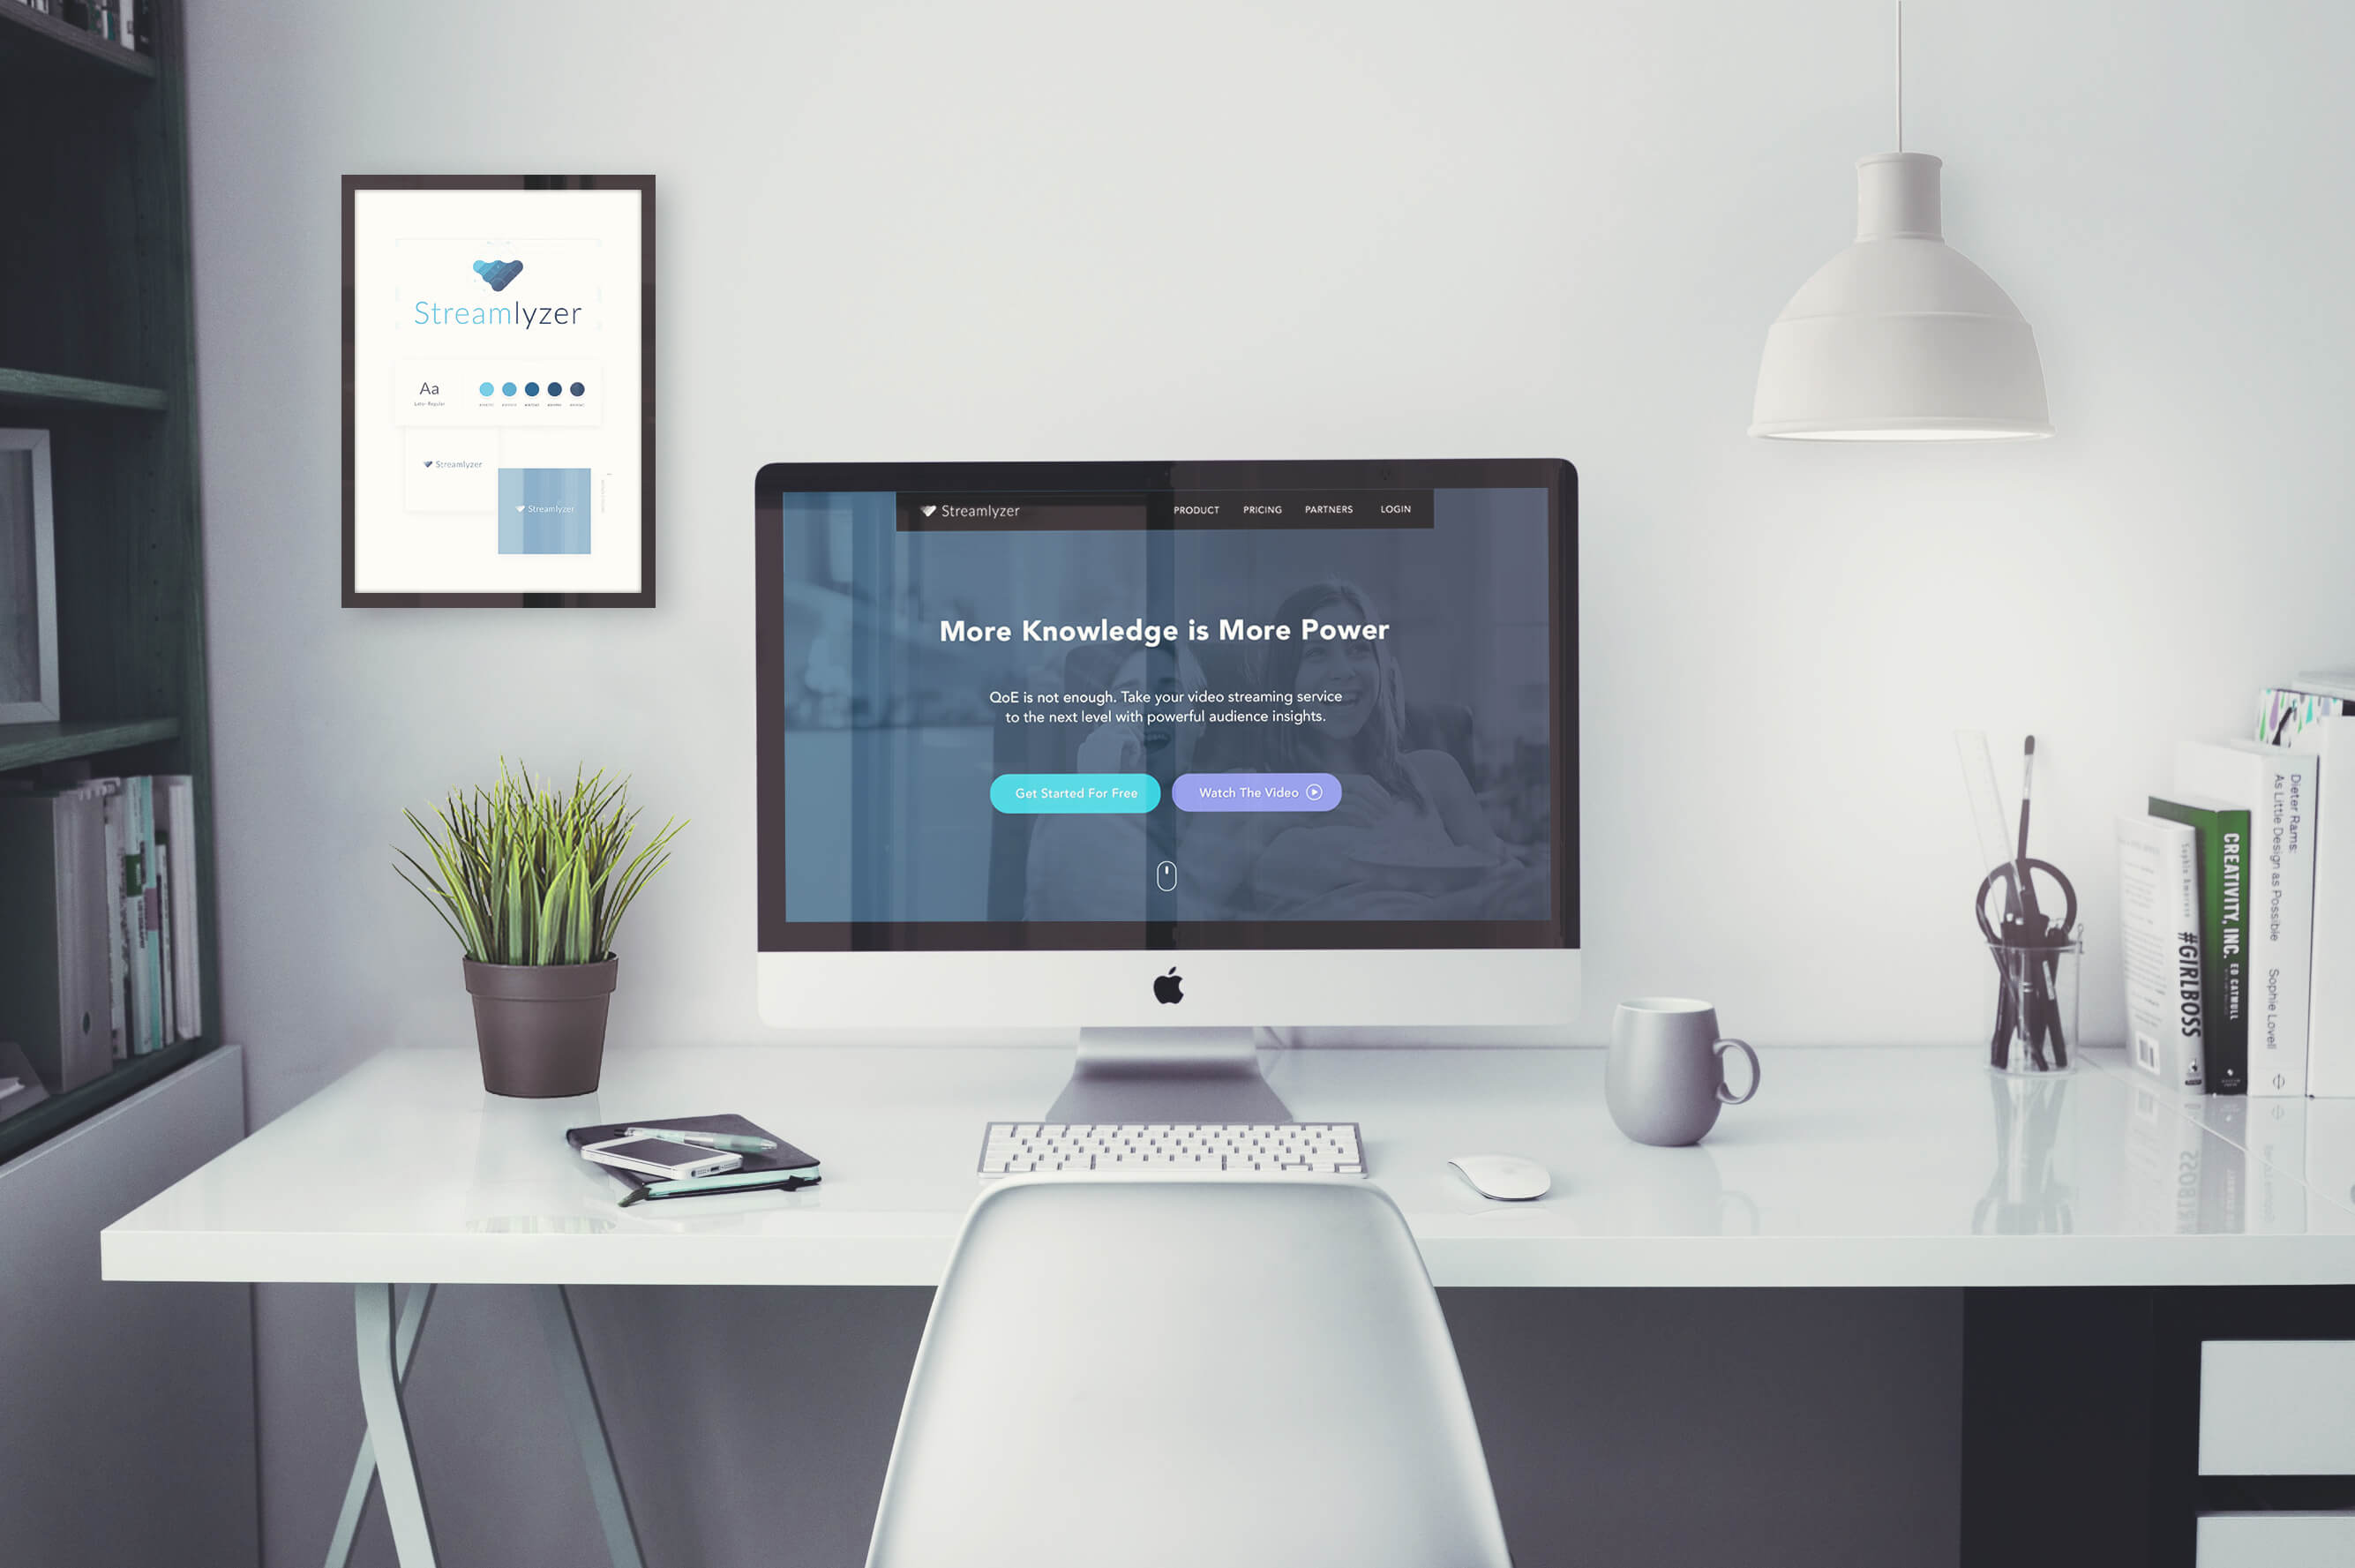 Streamlyzer
Aa
Streamlyzer
Streamlyzer
Streamlyzer
PRODUCT PRICING PARTNERS LOGIN
More Knowledge is More Power
QoE is not enough. Take your video streaming service
to the next level with powerful audience insights.
Get Started For Free
Watch The Video
#GIRLBOSS
CREATIVITY, INC. ED CATMULL
Dieter Rams:
As Little Design as Possible Sophie Lovell